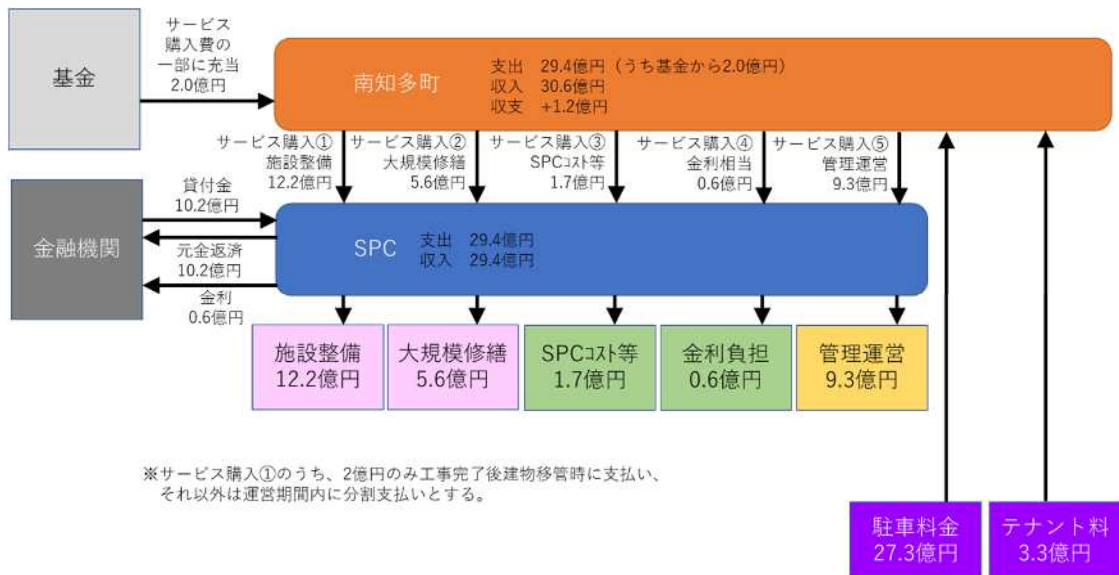 サービス
購入費の
一部に充当
2.0億円
基金
南知多町
支出 29.4億円（うち基金から2.0億円）
収入 30.6億円
収支 +1.2億円
サービス購入①
施設整備
12.2億円
サービス購入②
大規模修繕
5.6億円
サービス購入③
SPCコスト等
1.7億円
サービス購入④
金利相当
0.6億円
サービス購入⑤
管理運営
9.3億円
貸付金
10.2億円
金融機関
元金返済
10.2億円
金利
0.6億円
SPC
支出 29.4億円
収入 29.4億円
施設整備
12.2億円
大規模修繕
5.6億円
SPCコスト等
1.7億円
金利負担
0.6億円
管理運営
9.3億円
※サービス購入①のうち、2億円のみ工事完了後建物移管時に支払い、
それ以外は運営期間内に分割支払いとする。
駐車料金
27.3億円
テナント料
3.3億円